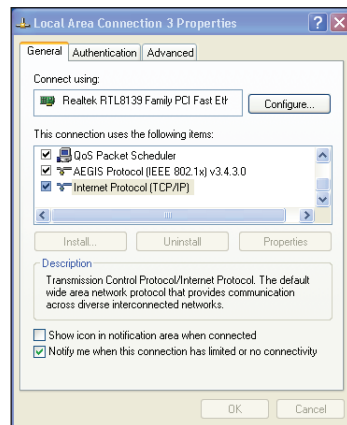 Local Area Connection 3 Properties
General Authentication Advanced
Connect using:
Realtek RTL8139 Family PCI Fast Eth
Configure...
This connection uses the following items:
QoS Packet Scheduler
AEGIS Protocol (IEEE 802.1x) v3.4.3.0
Internet Protocol (TCP/IP)
Install... Uninstall Properties
Description
Transmission Control Protocol/Internet Protocol. The default
wide area network protocol that provides communication
across diverse interconnected networks.
Show icon in notification area when connected
Notify me when this connection has limited or no connectivity
OK Cancel